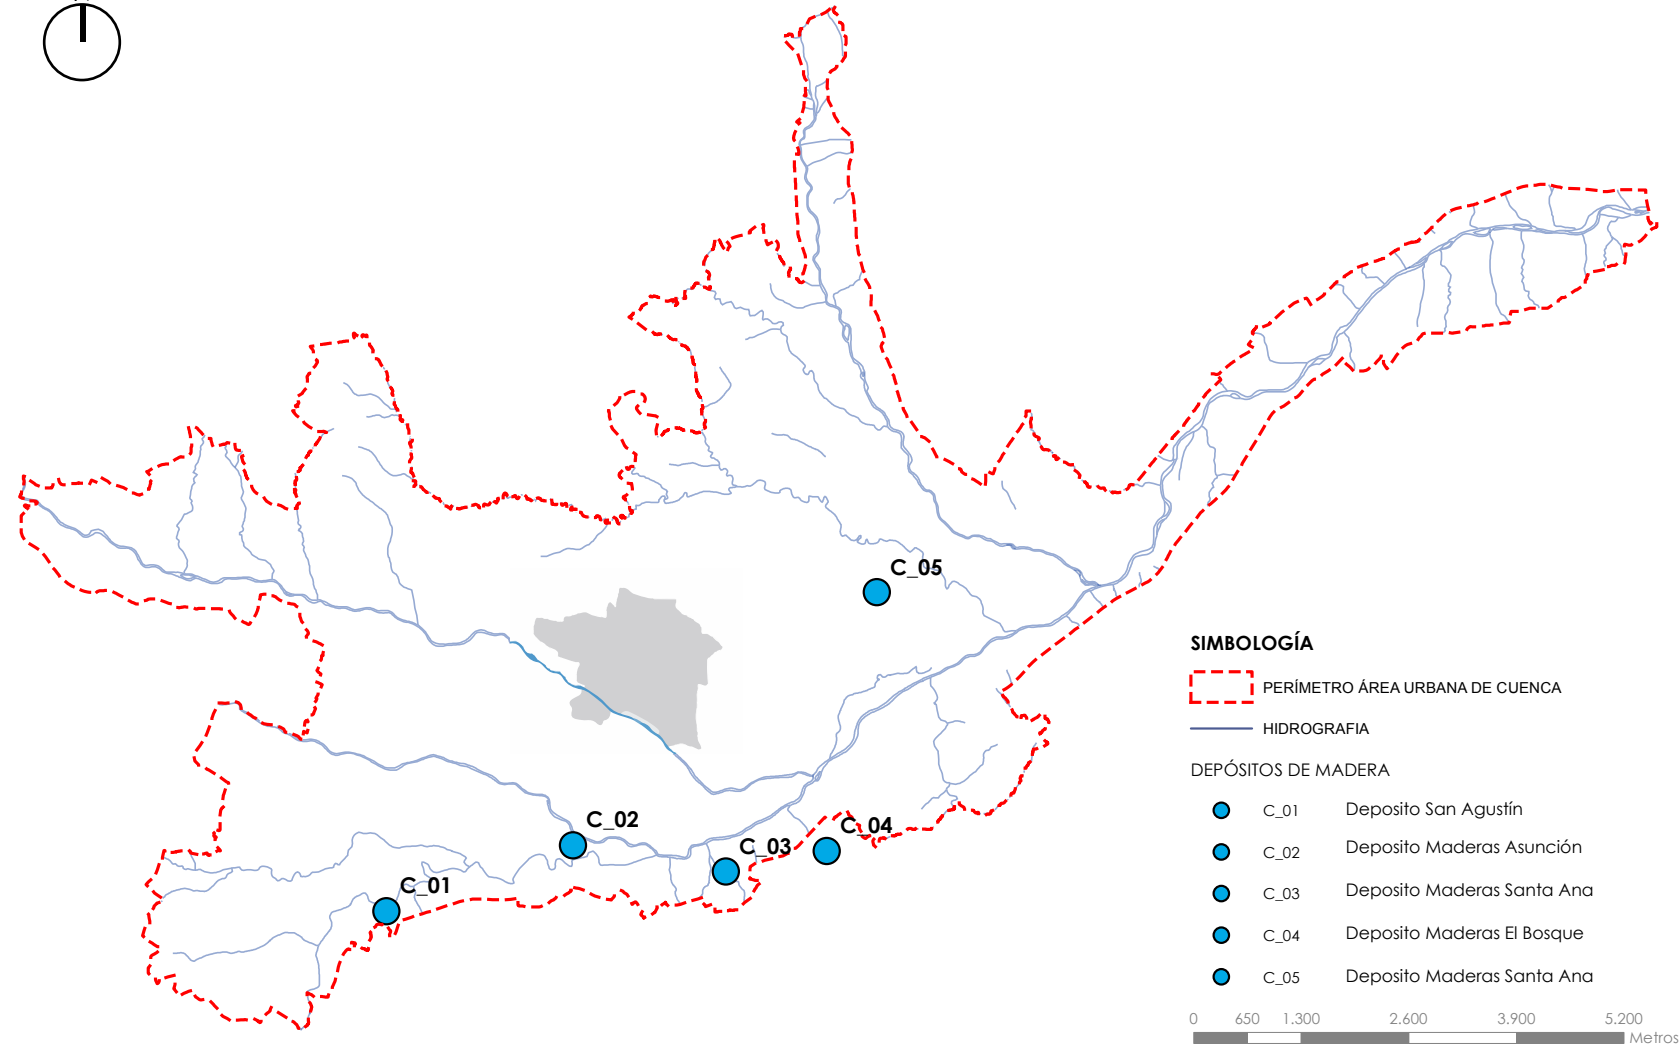 C_05
C_02
C_03
C_04
C_01
SIMBOLOGÍA
PERÍMETRO ÁREA URBANA DE CUENCA
HIDROGRAFIA
DEPÓSITOS DE MADERA
C_01 Deposito San Agustín
C_02 Deposito Maderas Asunción
C_03 Deposito Maderas Santa Ana
C_04 Deposito Maderas El Bosque
C_05 Deposito Maderas Santa Ana
0 650 1.300 2.600 3.900 5.200
Metros